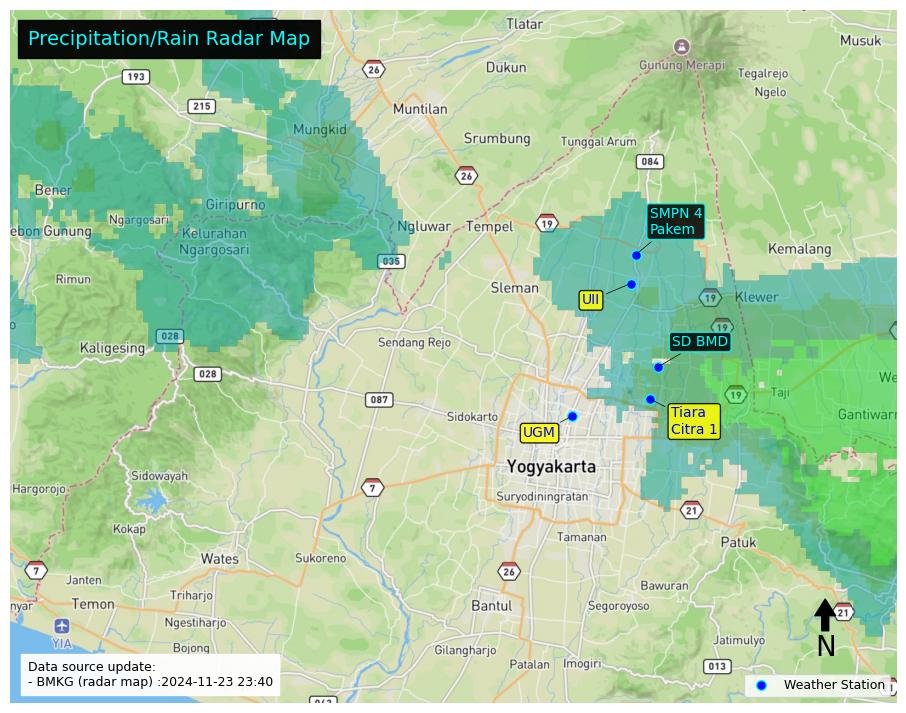 Precipitation/Rain Radar Map
Tlatar
Musuk
Dukun
Gunung Merapi
Tegalrejo
Ngelo
26
193
215
Muntilan
Mungkid
Srumbung
Tunggal Arum
084
26
Bener
Giripurno
SMPN 4
Pakem
Ngargosari
Ngluwar
Tempel
19
ebon Gunung
Kelurahan
Ngargosari
Kemalang
035
Rimun
Sleman
UII
19
Klewer
o
19
028
Sendang Rejo
SD BMD
Kaligesing
028
We
087
19
Taji
Sidokarto
Tiara
Citra 1
Gantiwar
UGM
Yogyakarta
Sidowayah
Hargorojo
7
Suryodiningratan
21
Kokap
Tamanan
Patuk
Wates
Sukoreno
7
26
Janten
Bawuran
Triharjo
nyar
Temon
Bantul
Segoroyoso
21
Ngestiharjo
YIA
Jatimulyo
N
Bojong
Gilangharjo
Patalan
Imogiri
013
Data source update:
- BMKG (radar map) :2024-11-23 23:40
Weather Station